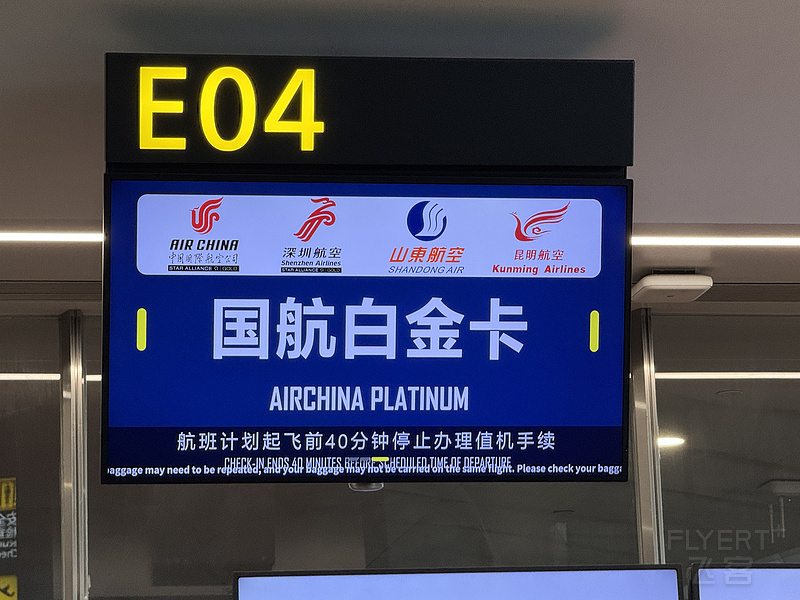 E04
AIR CHINA
中国国际航空公司
STAR ALLIANCE GOLD
深圳航空
Shenzhen Airlines
STAR ALLIANCE GOLD
山東航空
SHANDONG AIR
昆明航空
Kunming Airlines
国航白金卡
AIRCHINA PLATINUM
航班计划起飞前40分钟停止办理值机手续
CHECK-IN ENDS 40 MINUTES BEFORE SCHEDULED TIME OF DEPARTURE
baggage may need to be repeated, and your baggage may not be carried on the same flight. Please check your bagga
FLYERT
飞客